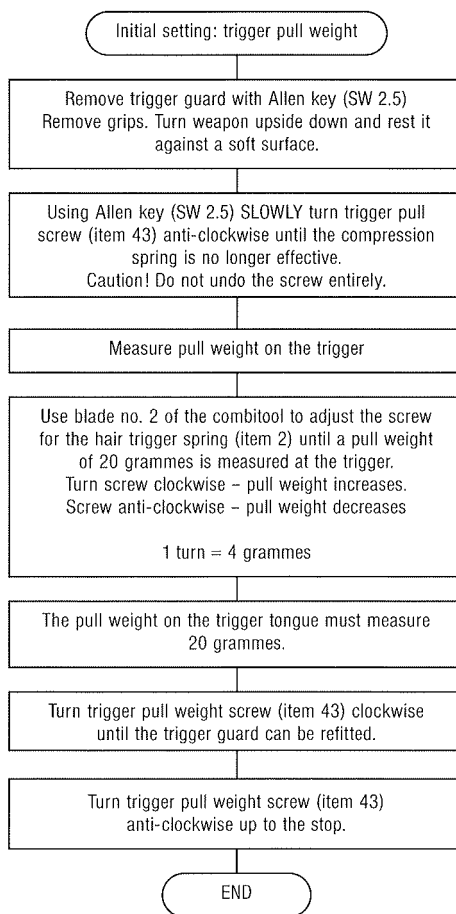 Initial setting: trigger pull weight
Remove trigger guard with Allen key (SW 2.5)
Remove grips. Turn weapon upside down and rest it
against a soft surface.
Using Allen key (SW 2.5) SLOWLY turn trigger pull
screw (item 43) anti-clockwise until the compression
spring is no longer effective.
Caution! Do not undo the screw entirely.
Measure pull weight on the trigger
Use blade no. 2 of the combitool to adjust the screw
for the hair trigger spring (item 2) until a pull weight
of 20 grammes is measured at the trigger.
Turn screw clockwise – pull weight increases.
Screw anti-clockwise – pull weight decreases
1 turn = 4 grammes
The pull weight on the trigger tongue must measure
20 grammes.
Turn trigger pull weight screw (item 43) clockwise
until the trigger guard can be refitted.
Turn trigger pull weight screw (item 43)
anti-clockwise up to the stop.
END